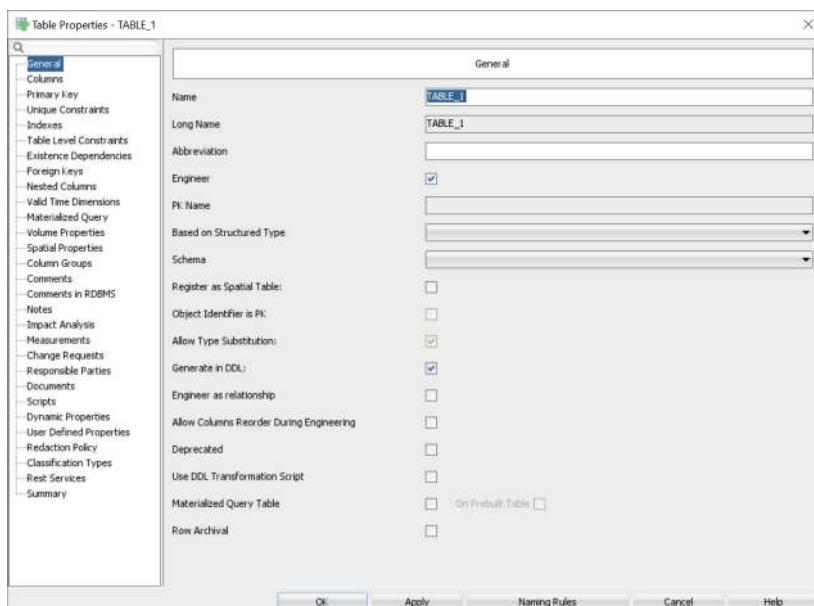 Table Properties - TABLE_1
General
Columns
Primary Key
Unique Constraints
Indexes
Table Level Constraints
Existence Dependencies
Foreign Keys
Nested Columns
Valid Time Dimensions
Materialized Query
Volume Properties
Spatial Properties
Column Groups
Comments
Comments in RDBMS
Notes
Impact Analysis
Measurements
Change Requests
Responsible Parties
Documents
Scripts
Dynamic Properties
User Defined Properties
Redaction Policy
Classification Types
Rest Services
Summary
General
Name TABLE_1
Long Name TABLE_1
Abbreviation
Engineer
PK Name
Based on Structured Type
Schema
Register as Spatial Table:
Object Identifier is PK
Allow Type Substitution:
Generate in DDL:
Engineer as relationship
Allow Columns Reorder During Engineering
Deprecated
Use DDL Transformation Script
Materialized Query Table On Prebuilt Table
Row Archival
OK Apply Naming Rules Cancel Help